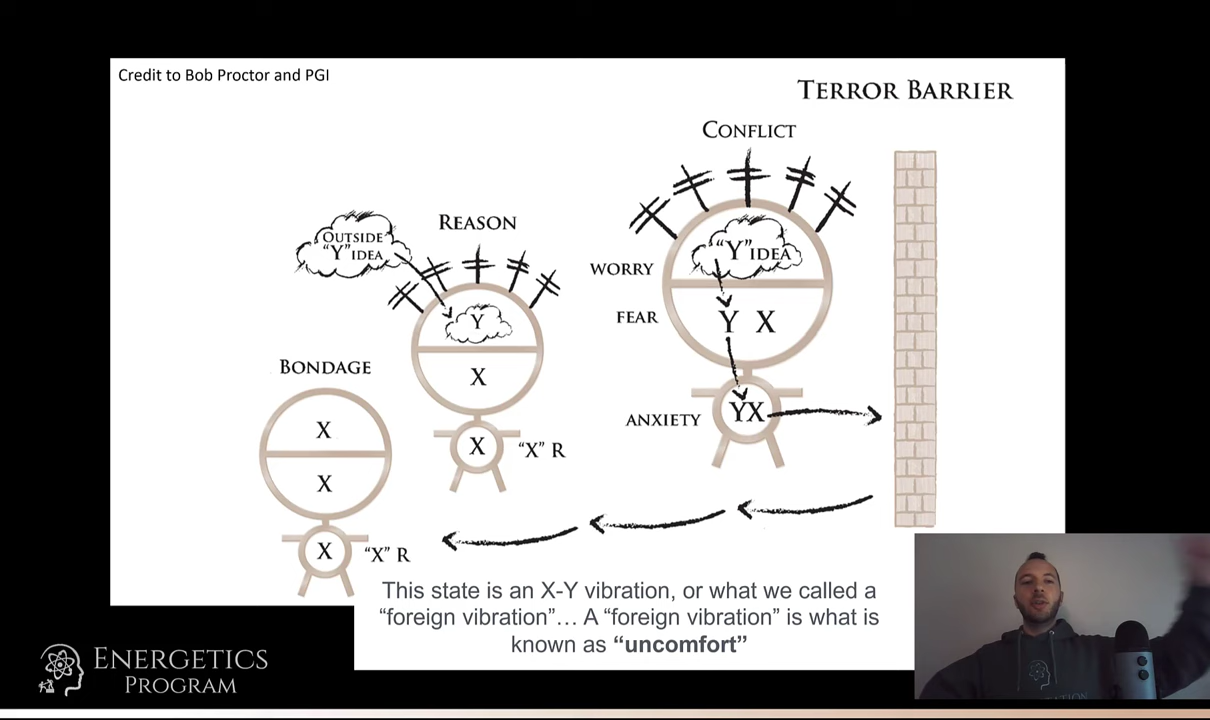 Credit to Bob Proctor and PGI
TERROR BARRIER
CONFLICT
REASON
OUTSIDE
"Y" IDEA
"Y" IDEA
WORRY
Y
FEAR
Y X
BONDAGE
X
X
YX
ANXIETY
X
X
"X" R
X
X
"X" R
This state is an X-Y vibration, or what we called a
“foreign vibration”… A “foreign vibration” is what is
known as “uncomfort”
ENERGETICS
PROGRAM